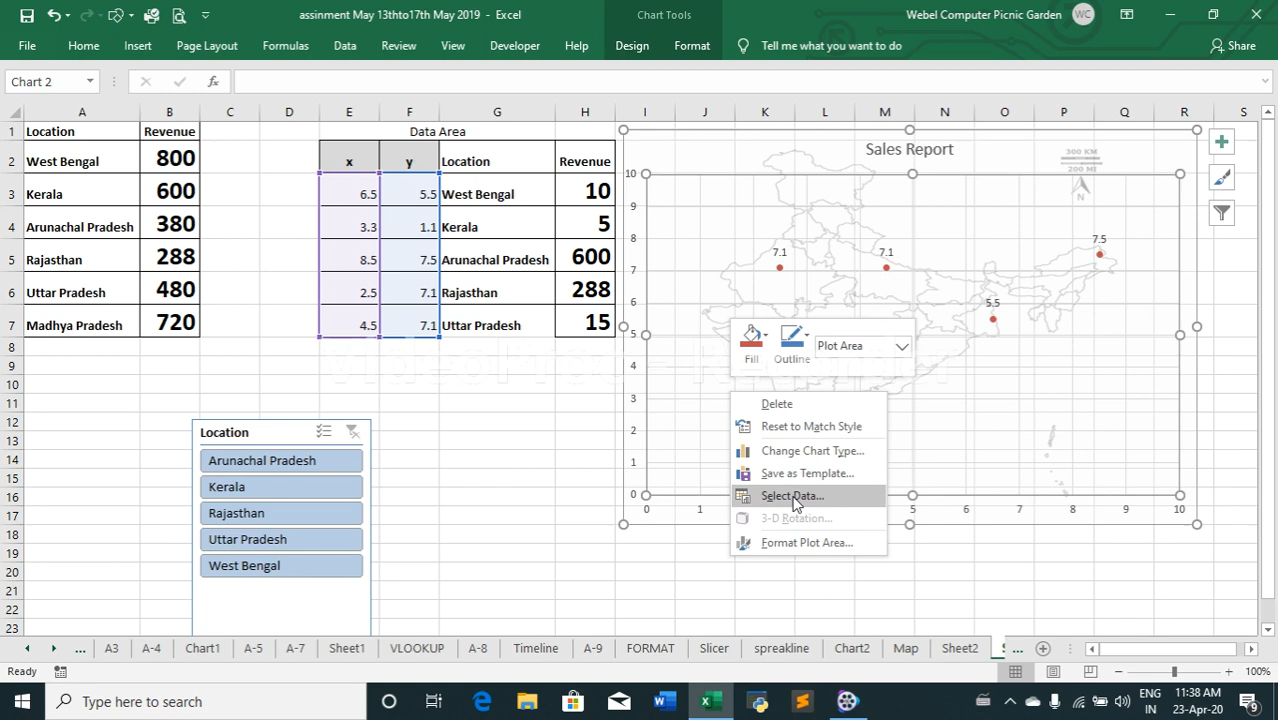 assinment May 13thto17th May 2019 - Excel
Chart Tools
Webel Computer Picnic Garden
WC
File
Home
Insert
Page Layout
Formulas
Data
Review
View
Developer
Help
Design
Format
Tell me what you want to do
Share
Chart 2
fx
A B C D E F G H I J K L M N O P Q R S
1 Location Revenue Data Area
2 West Bengal 800 x y Location Revenue
3 Kerala 600 6.5 5.5 West Bengal 10
4 Arunachal Pradesh 380 3.3 1.1 Kerala 5
5 Rajasthan 288 8.5 7.5 Arunachal Pradesh 600
6 Uttar Pradesh 480 2.5 7.1 Rajasthan 288
7 Madhya Pradesh 720 4.5 7.1 Uttar Pradesh 15
8
9
10
11
12
13
14
15
16
17
18
19
20
21
22
23
Sales Report
300 KM
200 MI
N
10
9
8
7
6
5
4
3
2
1
0
7.1
7.1
7.5
5.5
0 1 5 6 7 8 9 10
Fill
Outline
Plot Area
Delete
Reset to Match Style
Change Chart Type...
Save as Template...
Select Data...
3-D Rotation...
Format Plot Area...
Location
Arunachal Pradesh
Kerala
Rajasthan
Uttar Pradesh
West Bengal
... A3 A-4 Chart1 A-5 A-7 Sheet1 VLOOKUP A-8 Timeline A-9 FORMAT Slicer spreakline Chart2 Map Sheet2 ...
Ready
100%
Type here to search
ENG
IN
11:38 AM
23-Apr-20
9